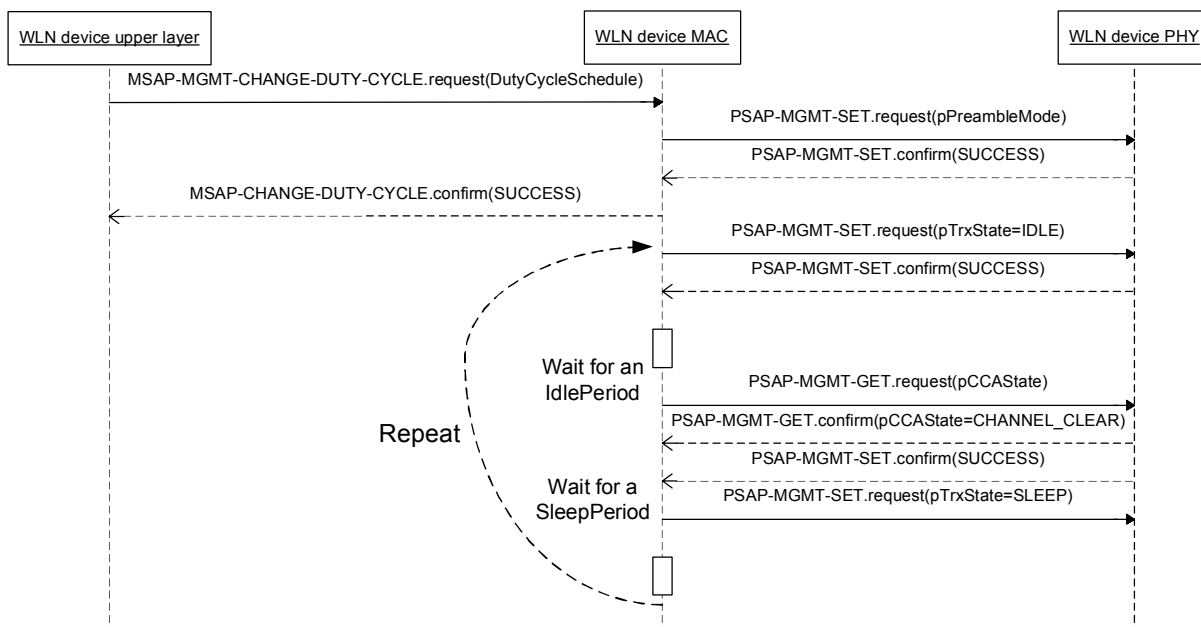 WLN device upper layer
WLN device MAC
WLN device PHY
MSAP-MGMT-CHANGE-DUTY-CYCLE.request(DutyCycleSchedule)
PSAP-MGMT-SET.request(pPreambleMode)
PSAP-MGMT-SET.confirm(SUCCESS)
MSAP-CHANGE-DUTY-CYCLE.confirm(SUCCESS)
PSAP-MGMT-SET.request(pTrxState=IDLE)
PSAP-MGMT-SET.confirm(SUCCESS)
Wait for an
IdlePeriod
PSAP-MGMT-GET.request(pCCAState)
PSAP-MGMT-GET.confirm(pCCAState=CHANNEL_CLEAR)
Repeat
PSAP-MGMT-SET.confirm(SUCCESS)
Wait for a
SleepPeriod
PSAP-MGMT-SET.request(pTrxState=SLEEP)